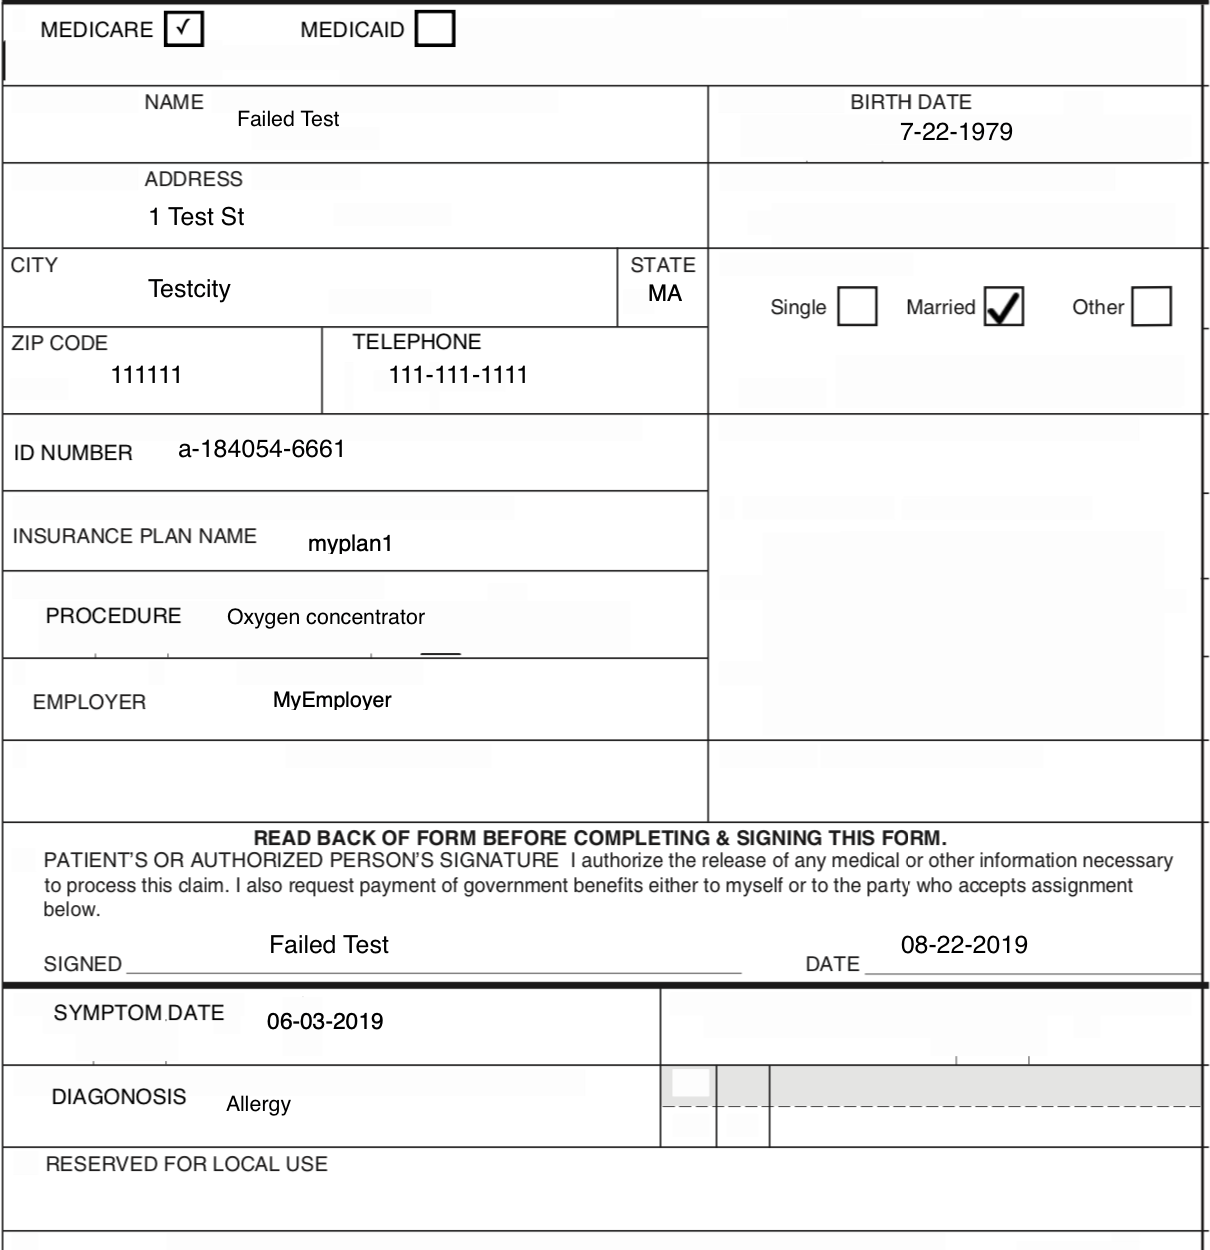 MEDICARE ✓ MEDICAID
NAME Failed Test BIRTH DATE 7-22-1979
ADDRESS
1 Test St
CITY Testcity STATE MA
Single Married ✓ Other
ZIP CODE 111111 TELEPHONE 111-111-1111
ID NUMBER a-184054-6661
INSURANCE PLAN NAME myplan1
PROCEDURE Oxygen concentrator
EMPLOYER MyEmployer
READ BACK OF FORM BEFORE COMPLETING & SIGNING THIS FORM.
PATIENT'S OR AUTHORIZED PERSON'S SIGNATURE I authorize the release of any medical or other information necessary
to process this claim. I also request payment of government benefits either to myself or to the party who accepts assignment
below.
SIGNED Failed Test DATE 08-22-2019
SYMPTOM DATE 06-03-2019
DIAGONOSIS Allergy
RESERVED FOR LOCAL USE